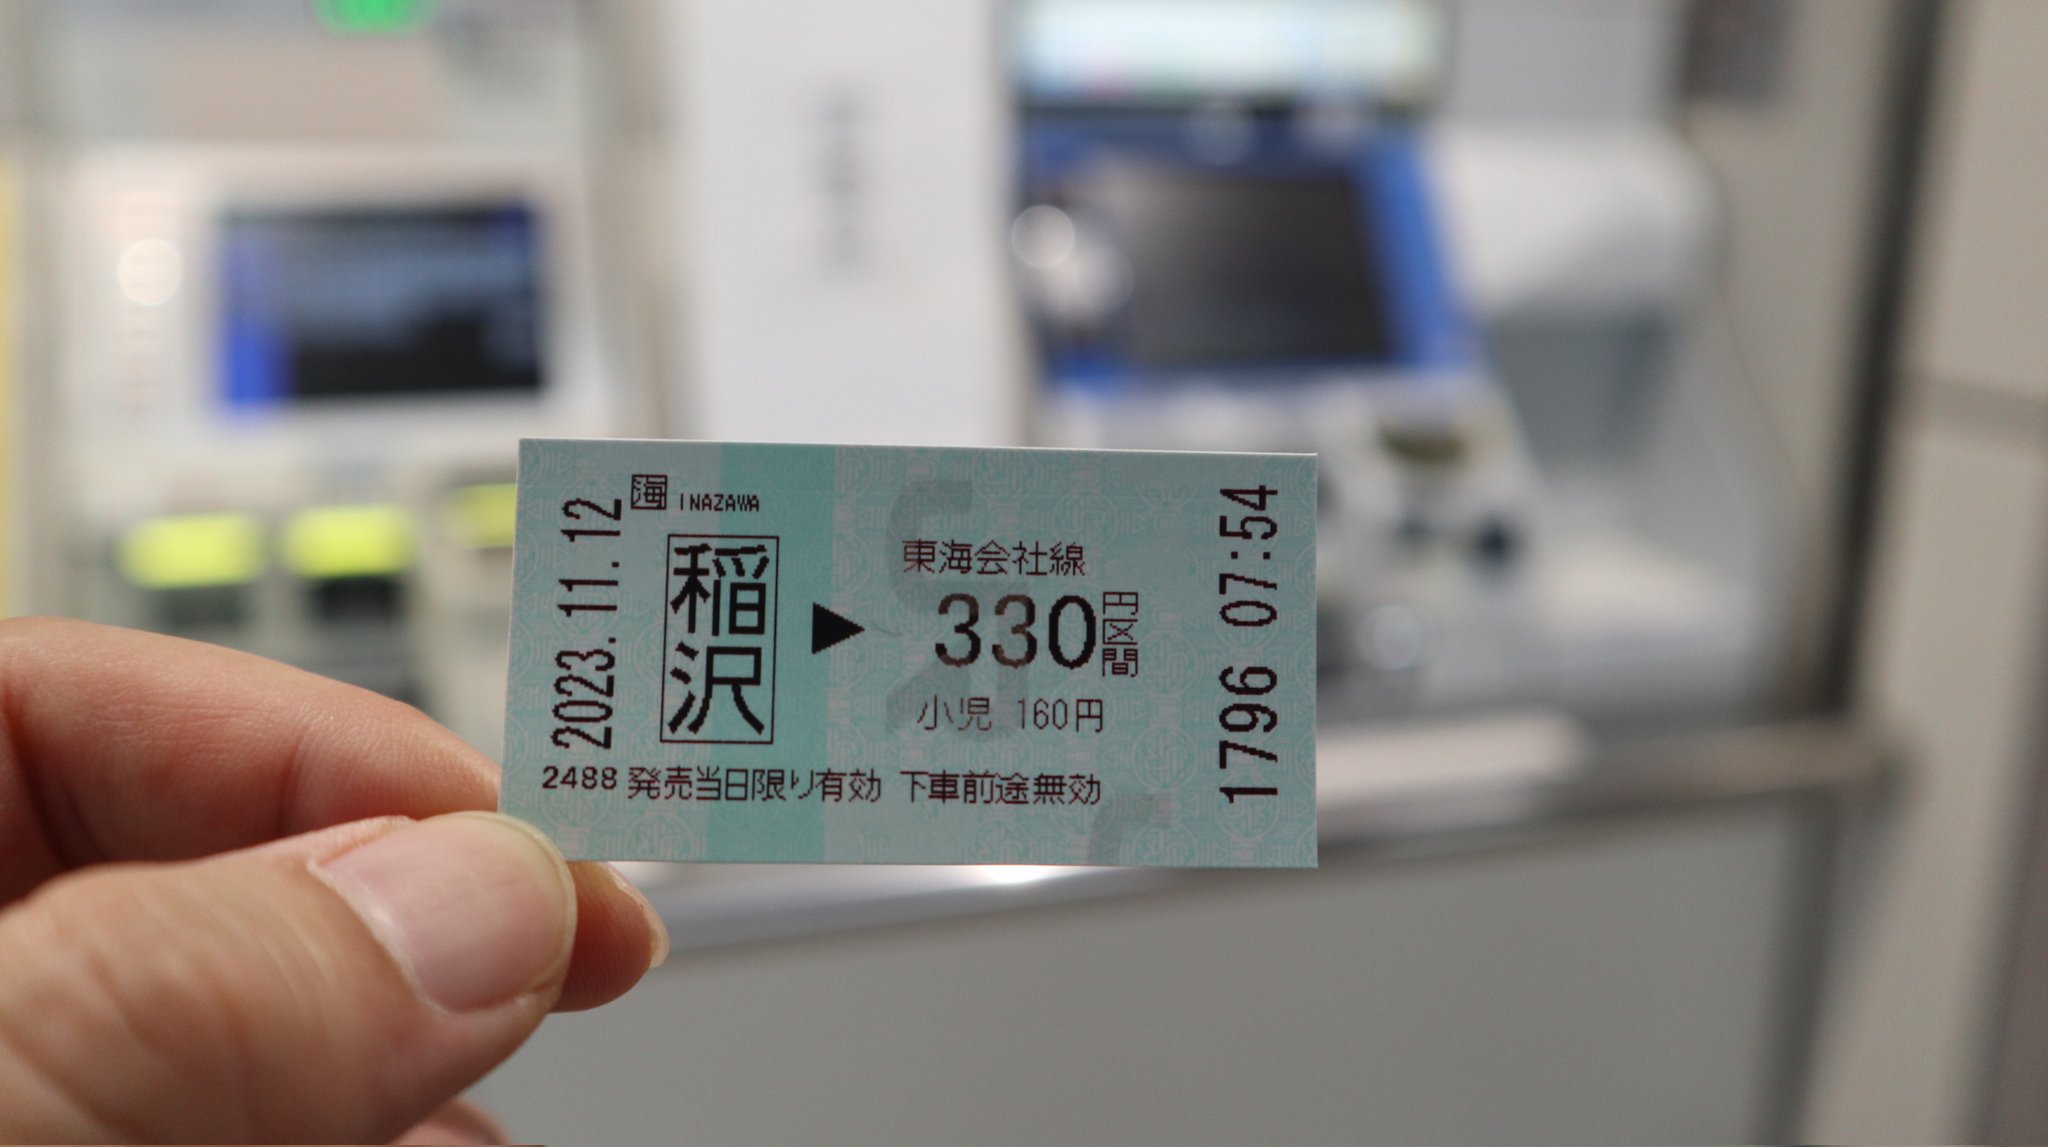 2023.11.12
海 INAZAWA
稲沢
▶
東海会社線
330円区間
小児 160円
2488 発売当日限り有効 下車前途無効
1796 07:54